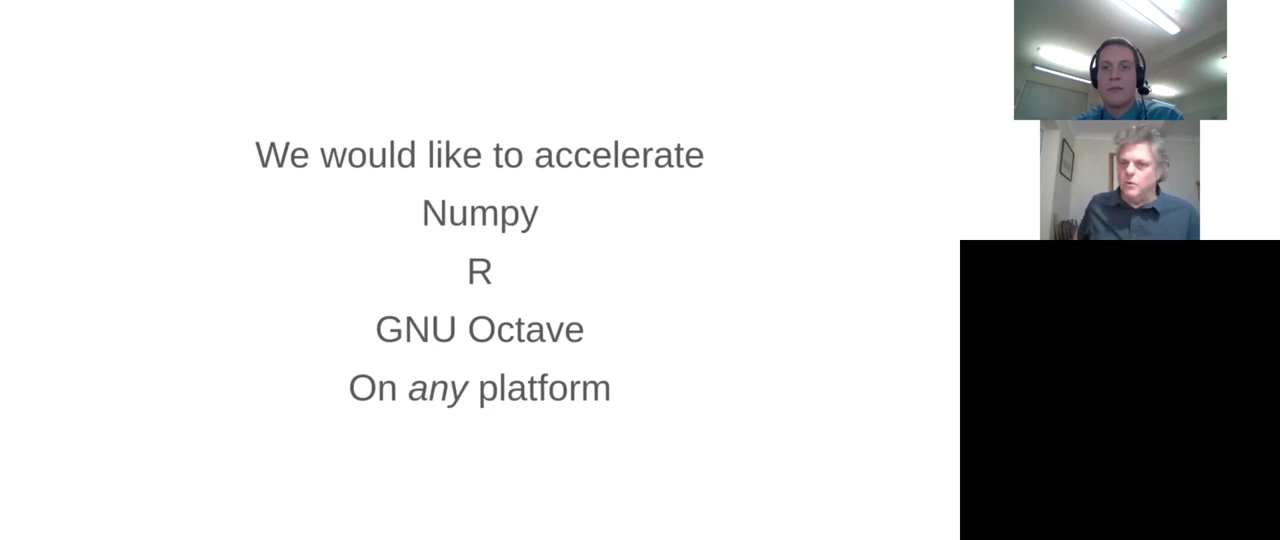 We would like to accelerate
Numpy
R
GNU Octave
On any platform